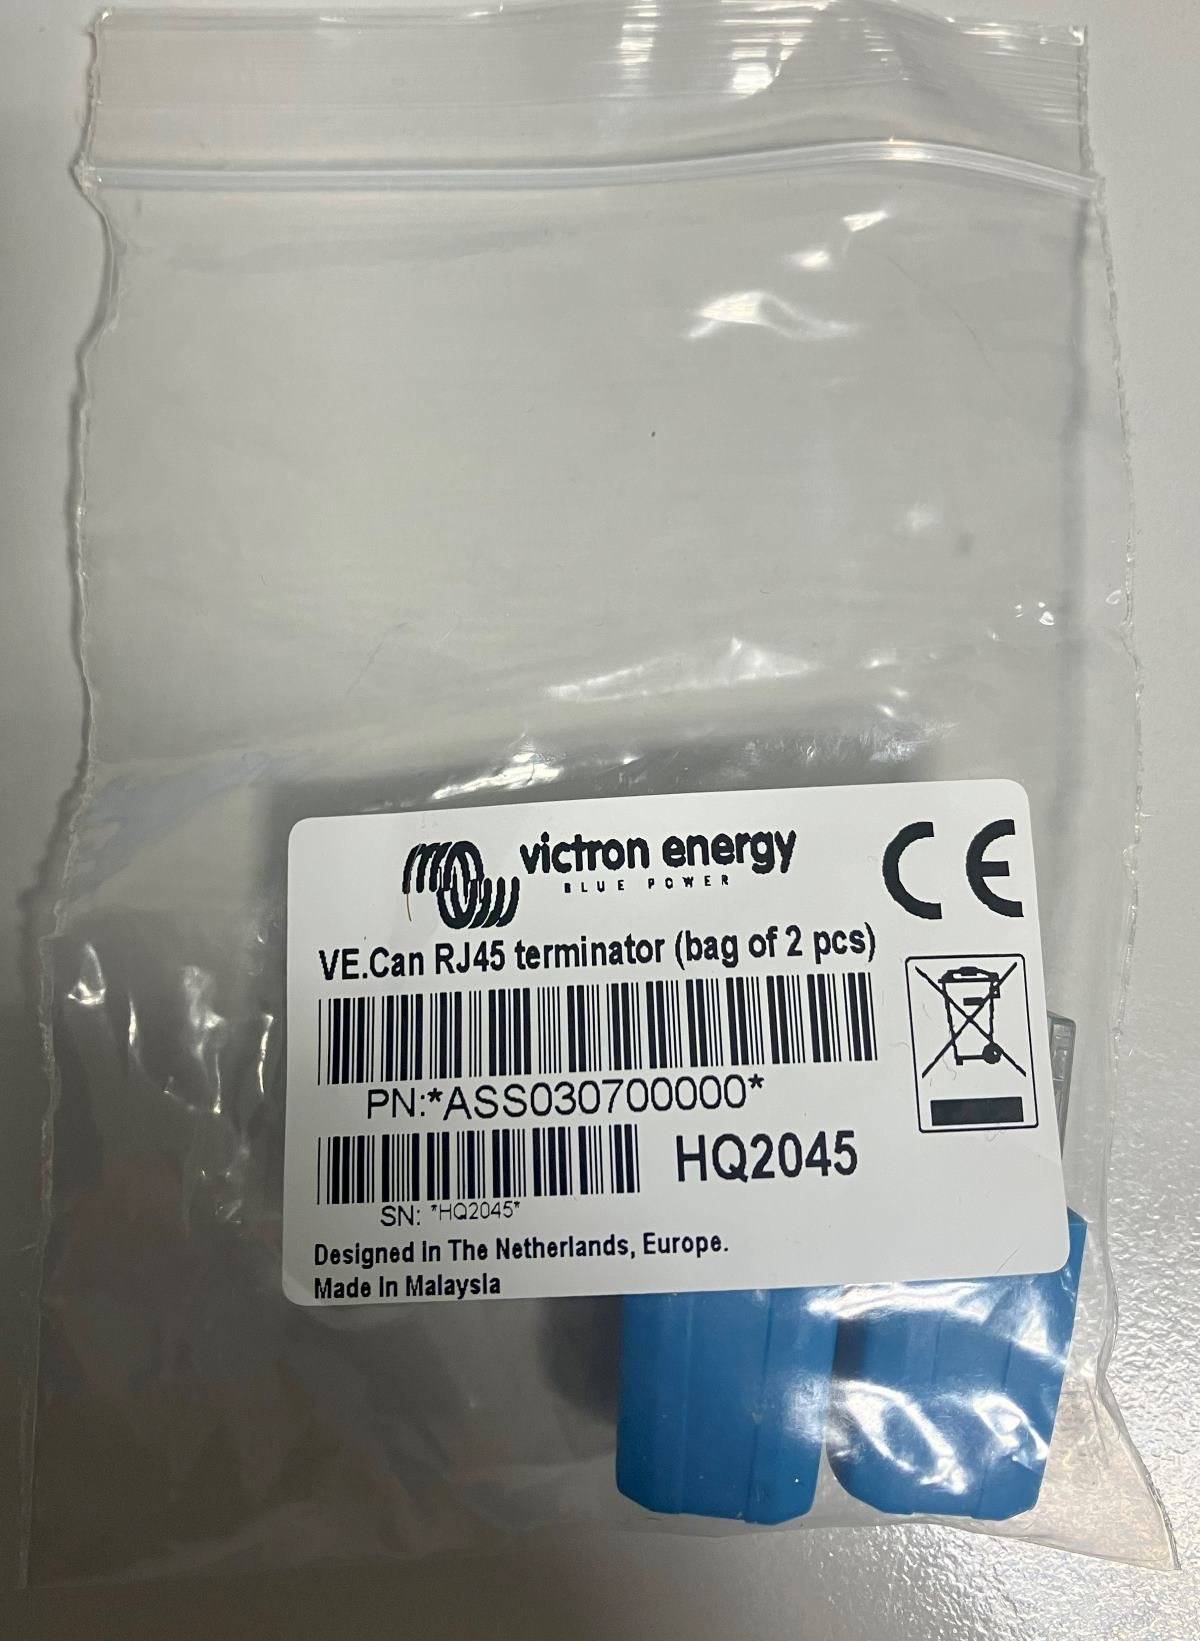 victron energy
BLUE POWER
CE
VE.Can RJ45 terminator (bag of 2 pcs)
PN:*ASS030700000*
HQ2045
SN: *HQ2045*
Designed in The Netherlands, Europe.
Made in Malaysia